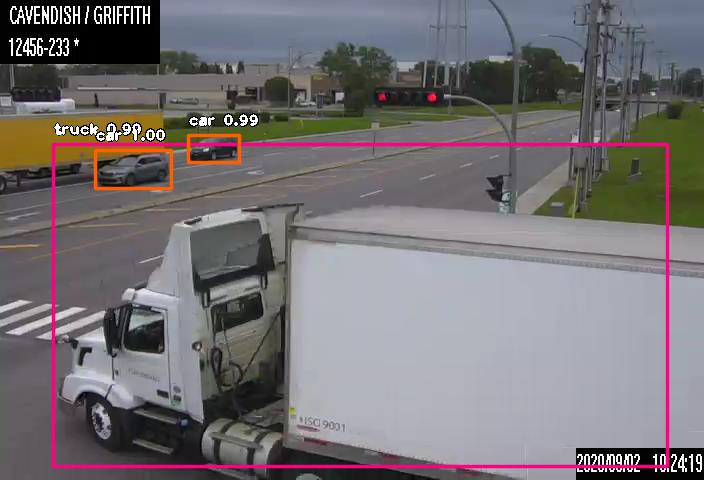 CAVENDISH / GRIFFITH
12456-233 *
car 0.99
truck 0.99
car 1.00
ISO 9001
2020/09/02 10:24:19